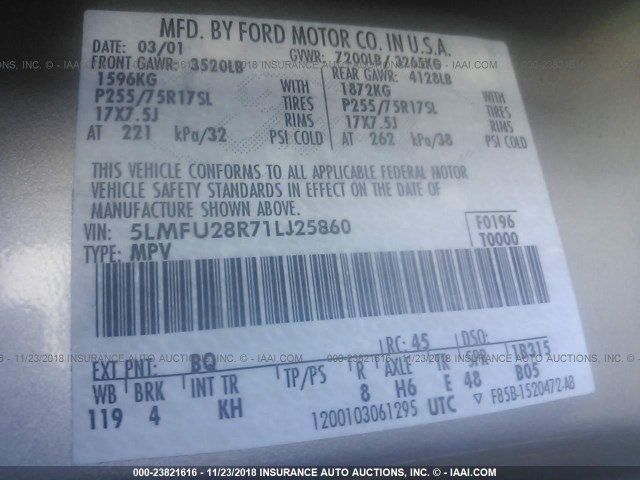 MFD. BY FORD MOTOR CO. IN U.S.A.
DATE: 03/01 GVWR: 7200LB/ 3265KG
FRONT GAWR: 3520LB REAR GAWR: 4128LB
1596KG WITH 1872KG WITH
P255/75R17SL TIRES P255/75R17SL TIRES
17X7.5J RIMS 17X7.5J RIMS
AT 221 kPa/32 PSI COLD AT 262 kPa/38 PSI COLD
THIS VEHICLE CONFORMS TO ALL APPLICABLE FEDERAL MOTOR
VEHICLE SAFETY STANDARDS IN EFFECT ON THE DATE OF
MANUFACTURE SHOWN ABOVE.
VIN: 5LMFU28R71LJ25860 F0196
TYPE: MPV T0000
EXT PNT: BQ RC: 45 DSO:
WB BRK INT TR TP/PS R AXLE TR SPR 1B315
119 4 KH 8 H6 E 48 B05
1200103061295 UTC F85B-1520472-AB
000-23821616 - 11/23/2018 INSURANCE AUTO AUCTIONS, INC. - © - IAAI.COM